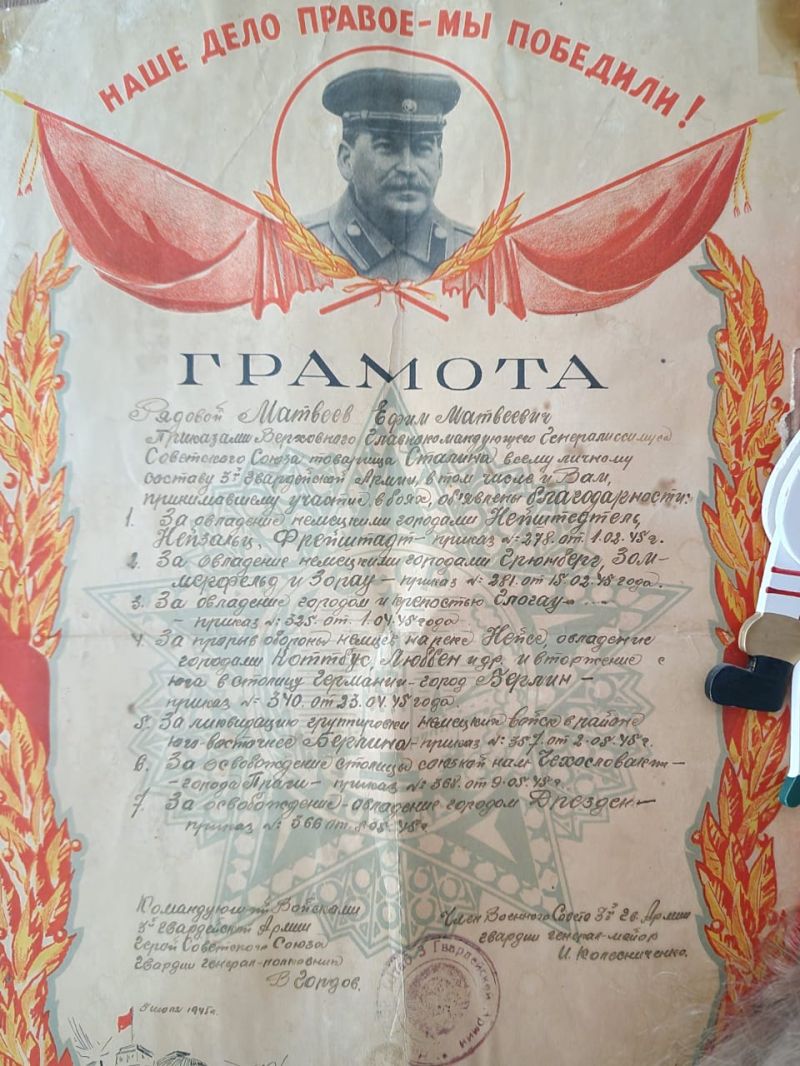 НАШЕ ДЕЛО ПРАВОЕ-МЫ ПОБЕДИЛИ!
ГРАМОТА
Рядовой Матвеев Ефим Матвеевич
Приказами Верховного Главнокомандующего Генералиссимуса
Советского Союза товарища Сталина всему личному
составу 3й Гвардейской Армии, в том числе и Вам,
принимавшему участие в боях, об'явлены благодарности:
1. За овладение немецкими городами Нейштедтель,
Нейзальц, Фрейштадт - приказ №: 278. от 1.02.45 г.
2. За овладение немецкими городами Грюнберг, Зом-
мерфельд и Зорау - приказ №: 281. от 15.02.45 года.
3. За овладение городом и крепостью Глогау - ...
- приказ №: 325. от 1.04.45 года
4. За прорыв обороны немцев на реке Нейсе, овладение
городами Коттбус, Люббен и др. и вторжение с
юга в столицу Германии - город Берлин -
приказ №: 340. от 23.04.45 года.
5. За ликвидацию группировки немецких войск в районе
юго-восточнее Берлина - приказ №: 357. от 2.05.45 г.
6. За освобождение столицы союзной нам Чехословакии -
- города Праги - приказ №: 368. от 9.05.45 г.
7. За освобождение - овладение городом Дрезден -
приказ №: 366 от 8.05.45 г
Командующий Войсками
3й Гвардейской Армии
Герой Советского Союза
Гвардии генерал-полковник
В Гордов.
Член Военного Совета 3й Гв. Армии
гвардии генерал-майор
И. Колесниченко.
Штаб 3 Гвардейской Армии
1945 г.